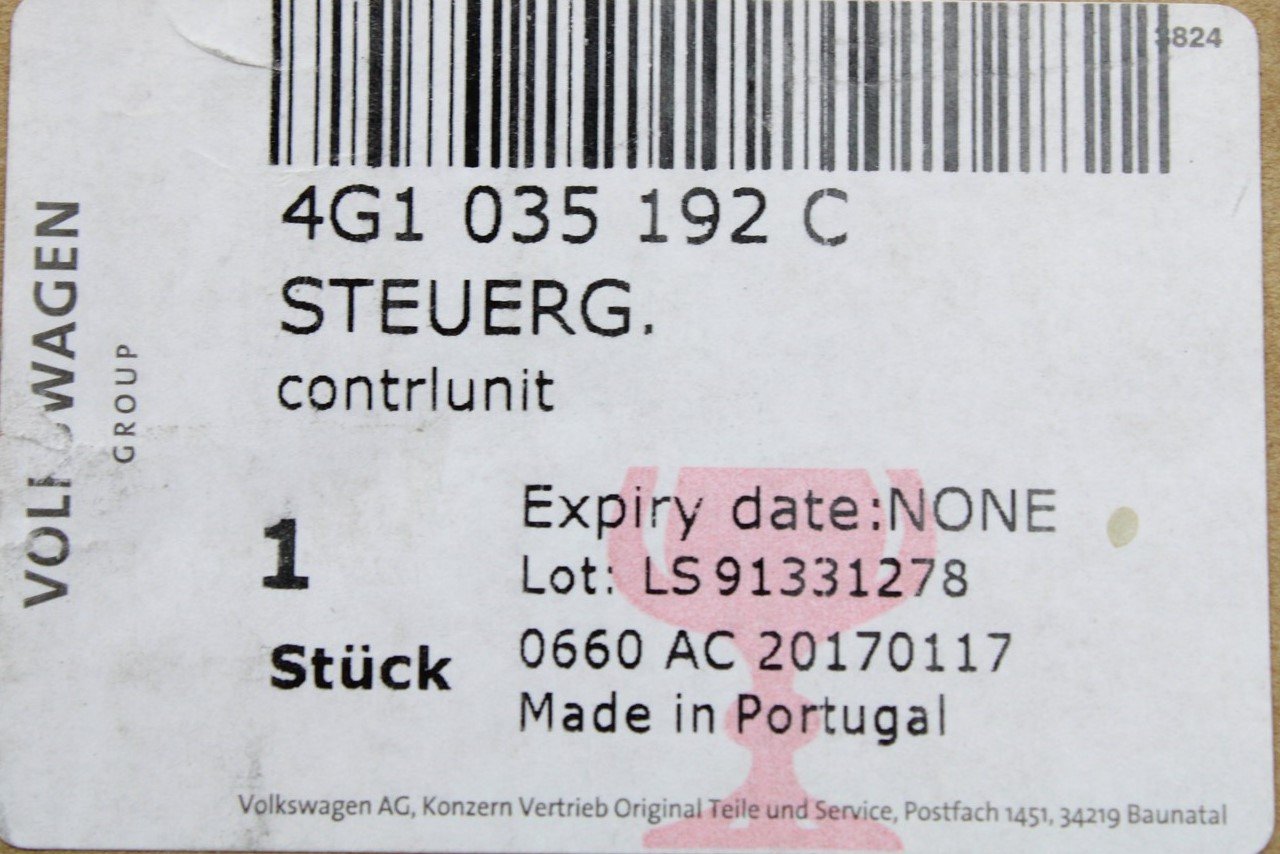 3824
4G1 035 192 C
STEUERG.
contrlunit
1
Stück
Expiry date:NONE
Lot: LS 91331278
0660 AC 20170117
Made in Portugal
Volkswagen AG, Konzern Vertrieb Original Teile und Service, Postfach 1451, 34219 Baunatal
VOLKSWAGEN
GROUP